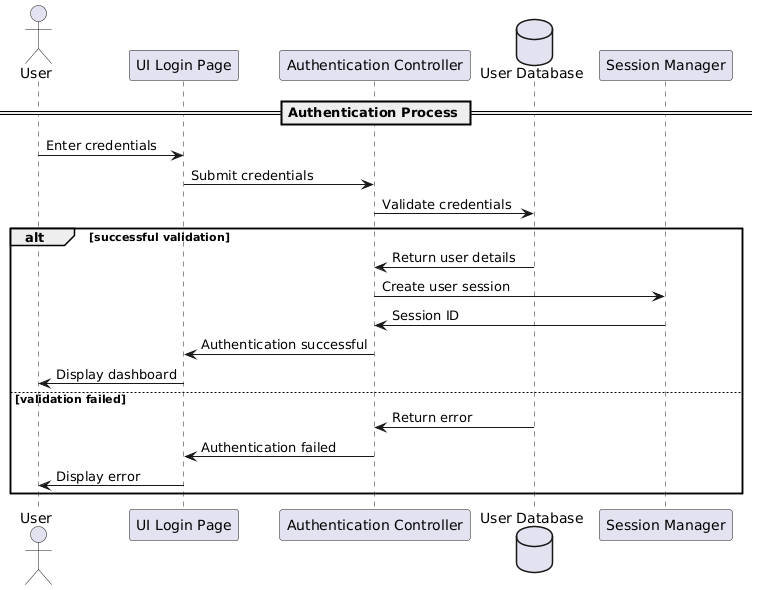 User
UI Login Page
Authentication Controller
User Database
Session Manager
Authentication Process
Enter credentials
Submit credentials
Validate credentials
alt [successful validation]
Return user details
Create user session
Session ID
Authentication successful
Display dashboard
[validation failed]
Return error
Authentication failed
Display error
User
UI Login Page
Authentication Controller
User Database
Session Manager